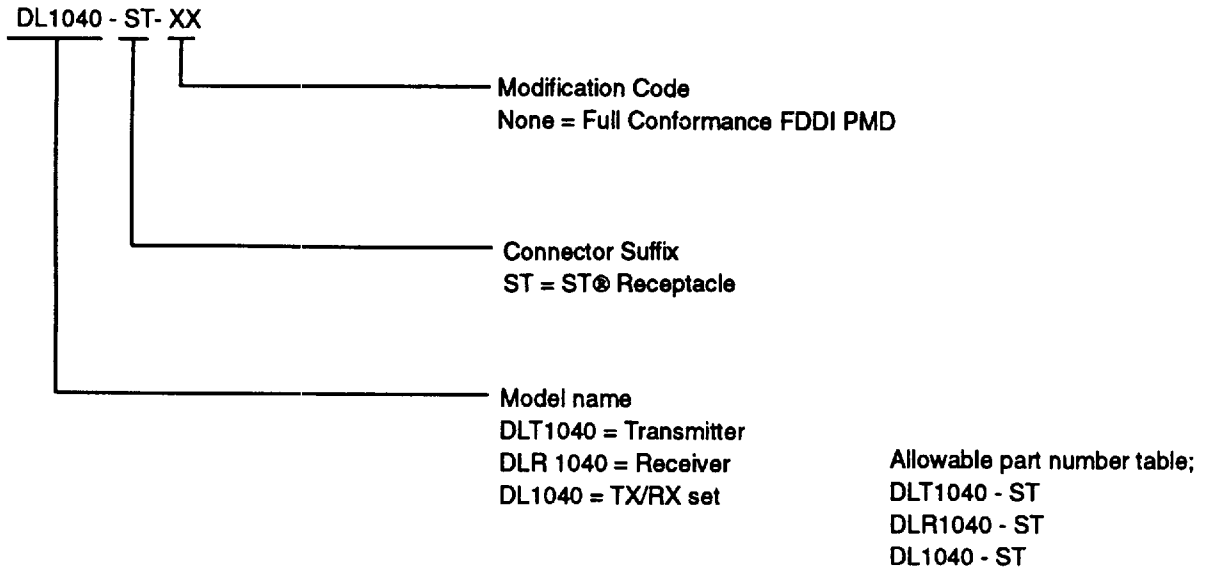 DL1040 - ST- XX
Modification Code
None = Full Conformance FDDI PMD
Connector Suffix
ST = ST® Receptacle
Model name
DLT1040 = Transmitter
DLR 1040 = Receiver
DL1040 = TX/RX set
Allowable part number table;
DLT1040 - ST
DLR1040 - ST
DL1040 - ST